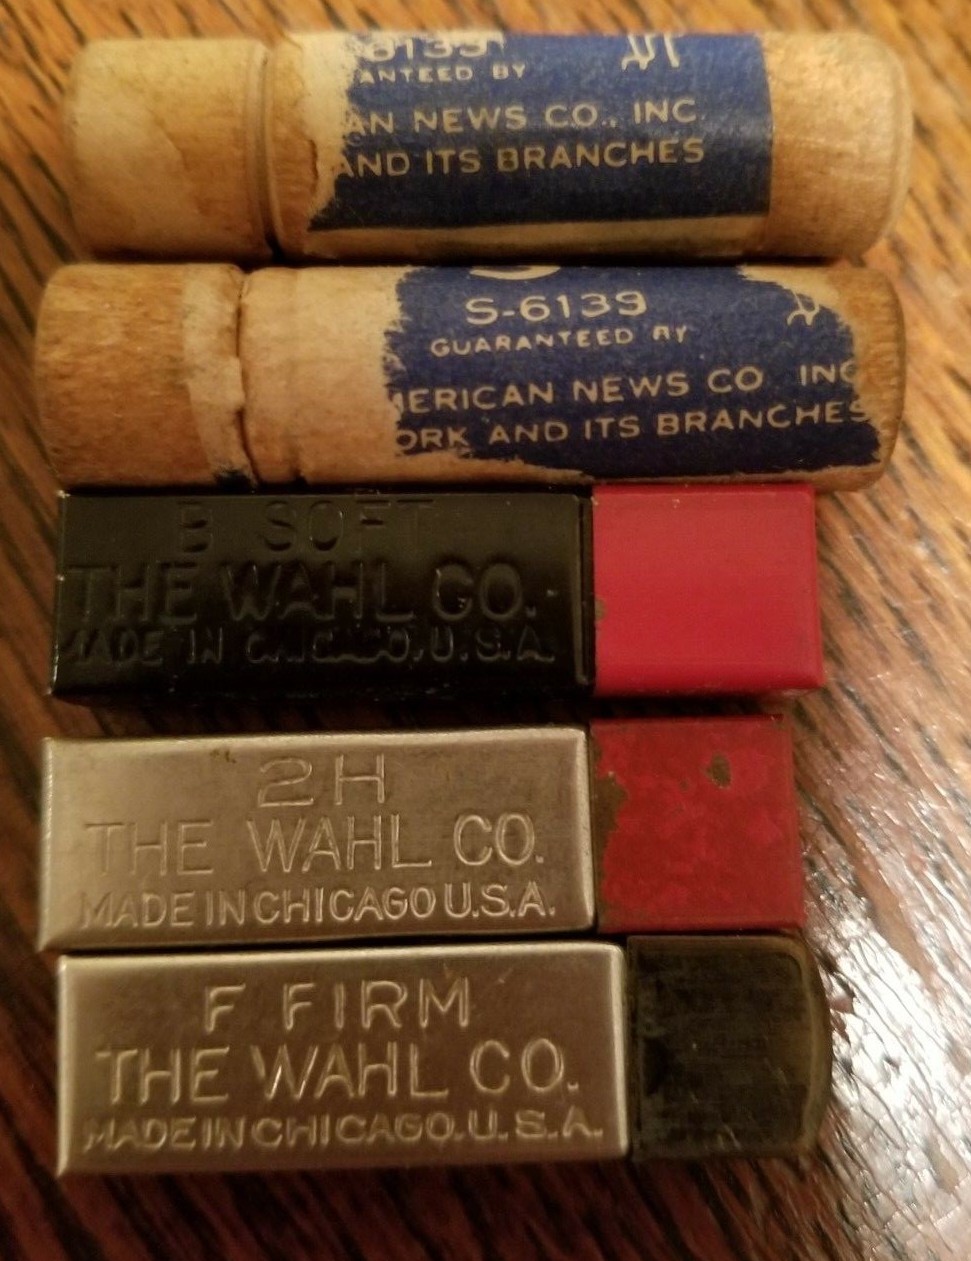 6139
ANTEED BY
AN NEWS CO., INC.
AND ITS BRANCHES
S-6139
GUARANTEED BY
MERICAN NEWS CO INC
ORK AND ITS BRANCHES
B SOFT
THE WAHL CO.
MADE IN CHICAGO, U.S.A.
2H
THE WAHL CO.
MADE IN CHICAGO U.S.A.
F FIRM
THE WAHL CO.
MADE IN CHICAGO. U.S.A.